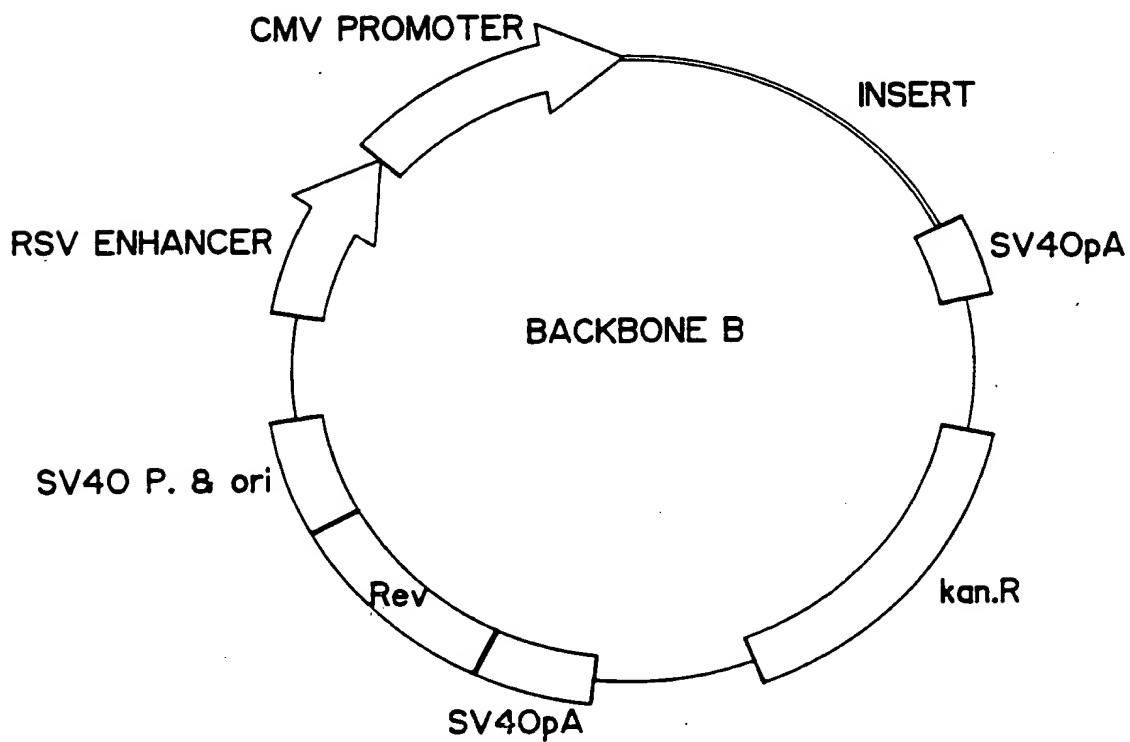 CMV PROMOTER
INSERT
RSV ENHANCER
SV40pA
BACKBONE B
SV40 P. & ori
Rev
kan.R
SV40pA